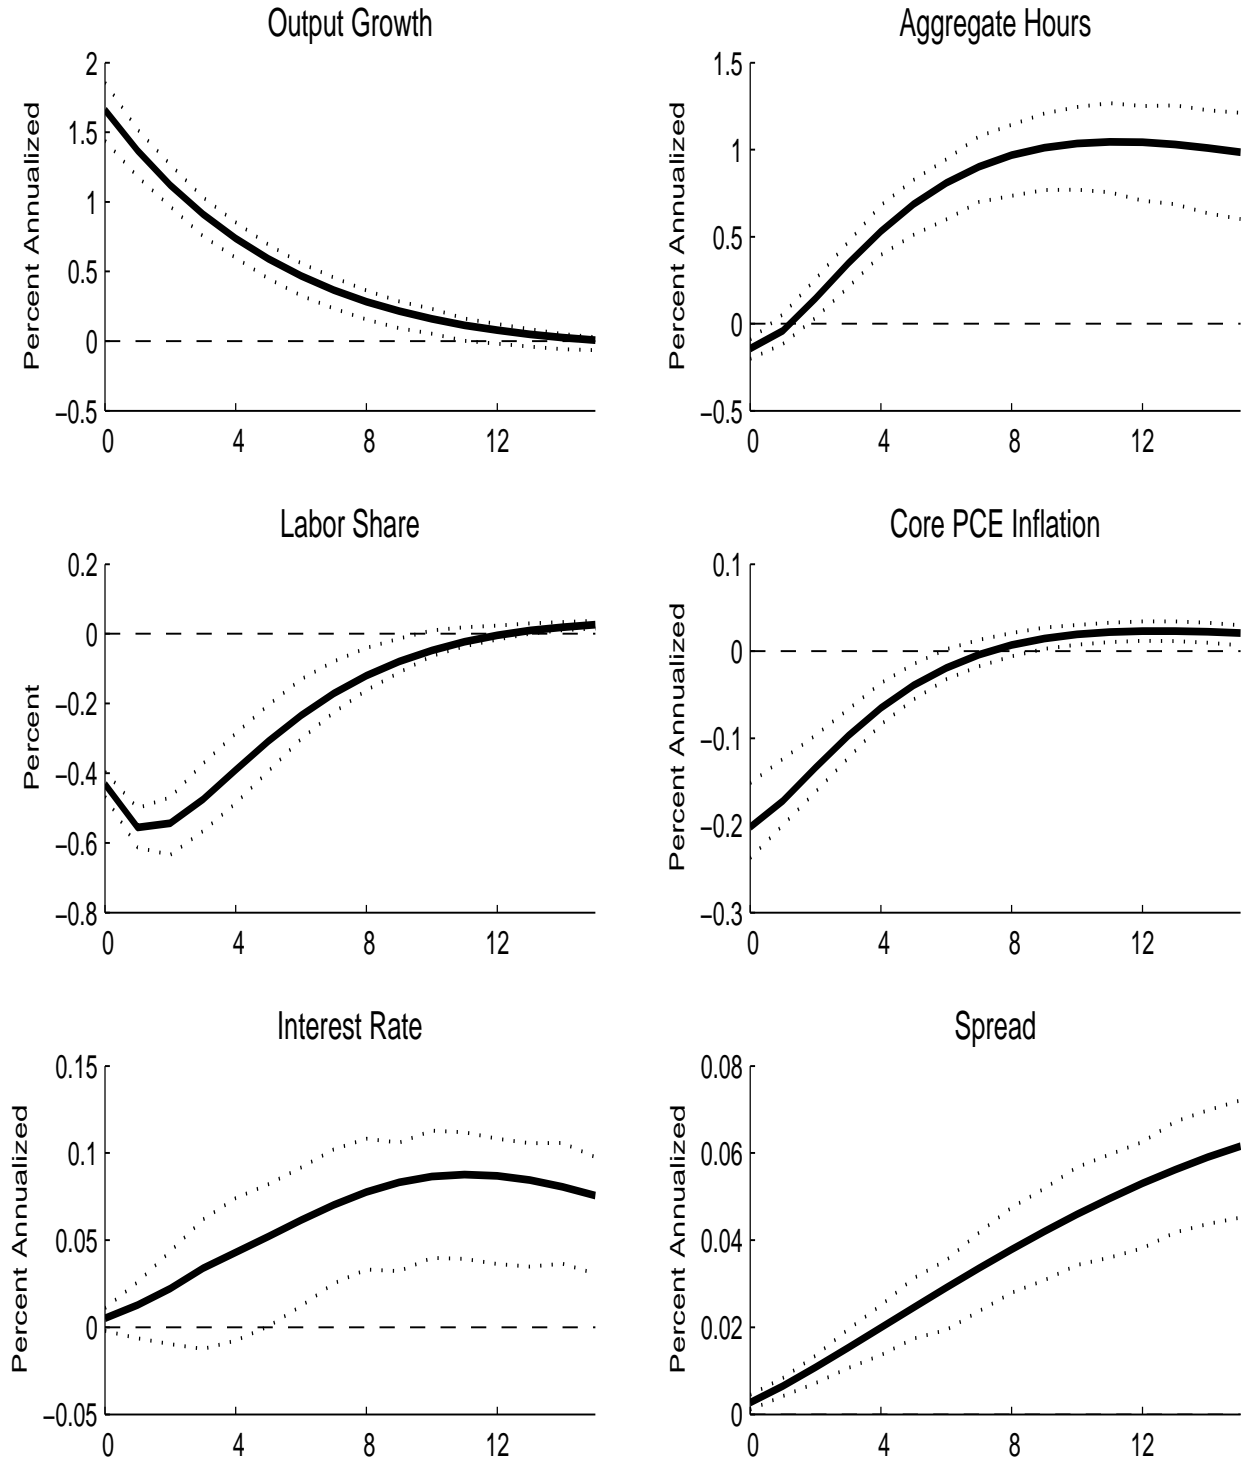 Output Growth
Percent Annualized
2
1.5
1
0.5
0
−0.5
0 4 8 12
Aggregate Hours
Percent Annualized
1.5
1
0.5
0
−0.5
0 4 8 12
Labor Share
Percent
0.2
0
−0.2
−0.4
−0.6
−0.8
0 4 8 12
Core PCE Inflation
Percent Annualized
0.1
0
−0.1
−0.2
−0.3
0 4 8 12
Interest Rate
Percent Annualized
0.15
0.1
0.05
0
−0.05
0 4 8 12
Spread
Percent Annualized
0.08
0.06
0.04
0.02
0
0 4 8 12